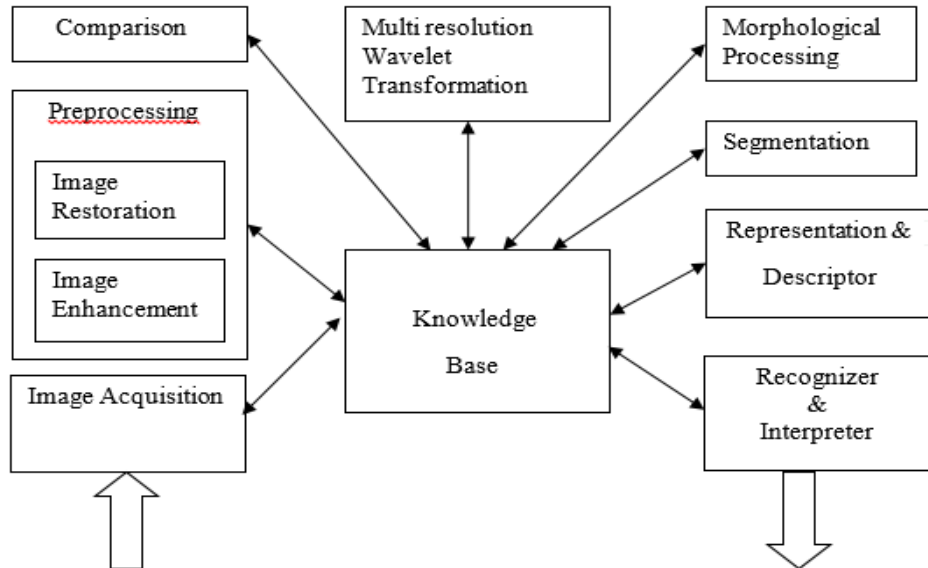 Comparison
Multi resolution
Wavelet
Transformation
Morphological
Processing
Preprocessing
Image
Restoration
Image
Enhancement
Segmentation
Representation &
Descriptor
Knowledge
Base
Image Acquisition
Recognizer
&
Interpreter